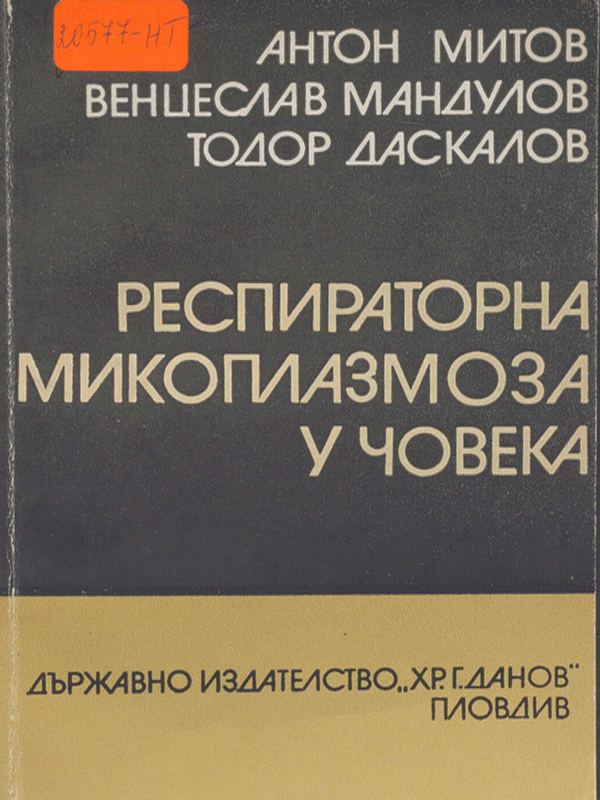 20577-НТ
АНТОН МИТОВ
ВЕНЦЕСЛАВ МАНДУЛОВ
ТОДОР ДАСКАЛОВ
РЕСПИРАТОРНА
МИКОПЛАЗМОЗА
У ЧОВЕКА
ДЪРЖАВНО ИЗДАТЕЛСТВО „ХР. Г. ДАНОВ"
ПЛОВДИВ